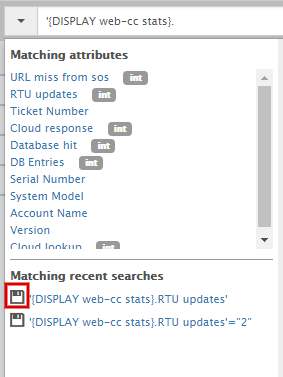 '{DISPLAY web-cc stats}.
Matching attributes
URL miss from sos int
RTU updates int
Ticket Number
Cloud response int
Database hit int
DB Entries int
Serial Number
System Model
Account Name
Version
Cloud lookup int
Matching recent searches
'{DISPLAY web-cc stats}.RTU updates'
'{DISPLAY web-cc stats}.RTU updates'="2"